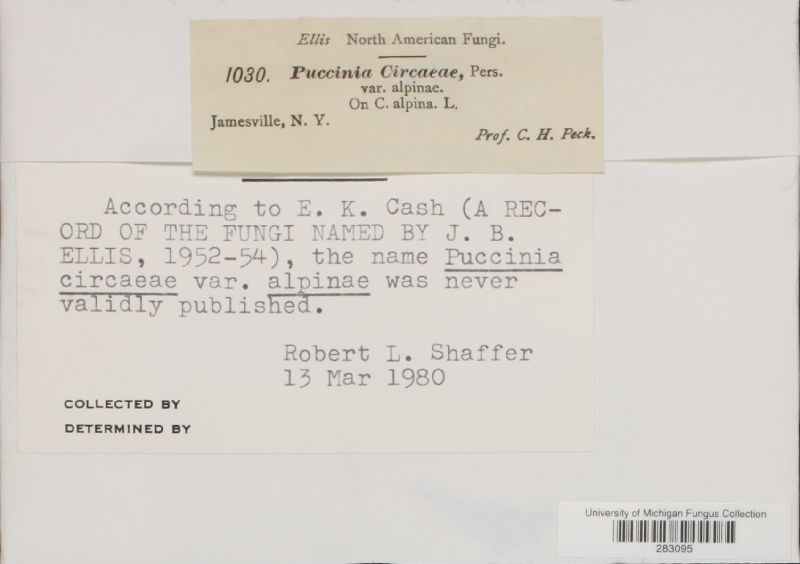 Ellis North American Fungi.
1030. Puccinia Circaeae, Pers.
var. alpinae.
On C. alpina. L.
Jamesville, N. Y.
Prof. C. H. Peck.
According to E. K. Cash (A REC-
ORD OF THE FUNGI NAMED BY J. B.
ELLIS, 1952-54), the name Puccinia
circaeae var. alpinae was never
validly published.
Robert L. Shaffer
13 Mar 1980
COLLECTED BY
DETERMINED BY
University of Michigan Fungus Collection
283095